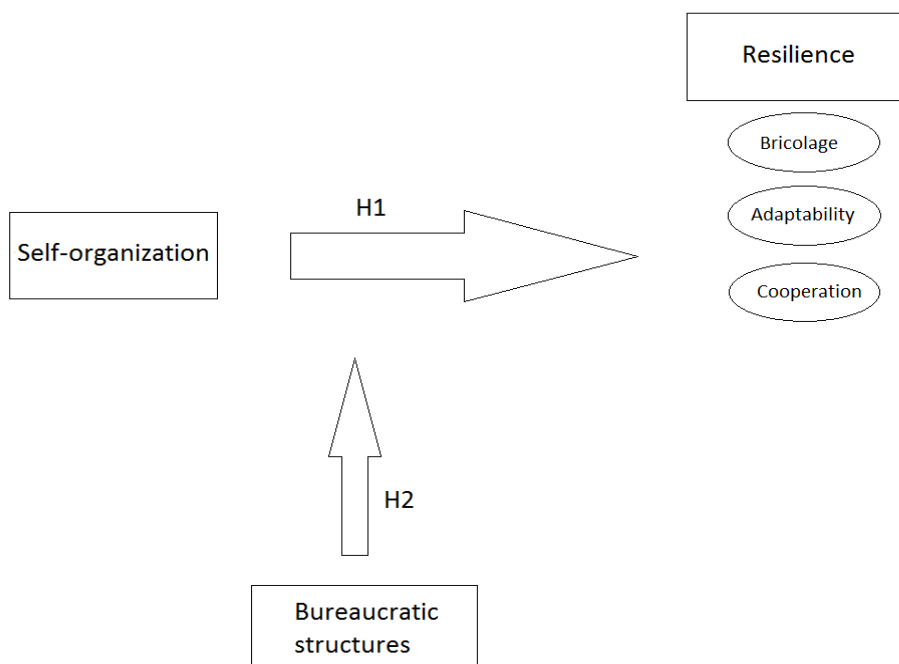 Resilience
Bricolage
H1
Adaptability
Self-organization
Cooperation
H2
Bureaucratic
structures